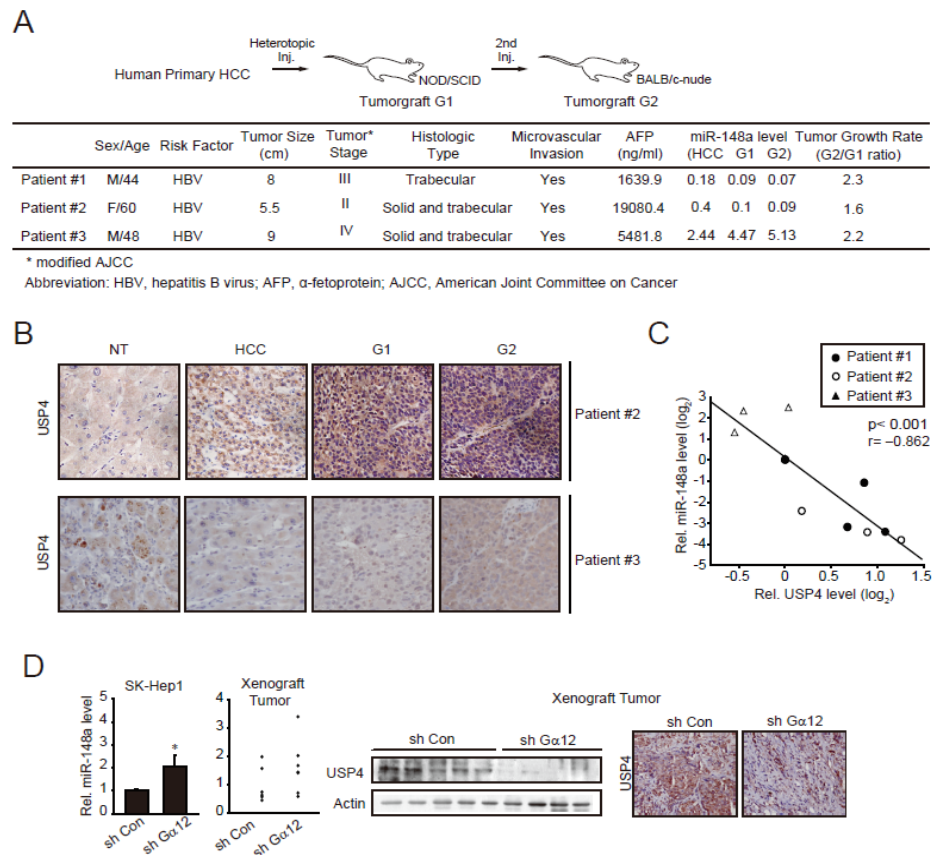 A
Human Primary HCC
Heterotopic
Inj.
NOD/SCID
Tumorgraft G1
2nd
Inj.
BALB/c-nude
Tumorgraft G2
Sex/Age Risk Factor Tumor Size (cm) Tumor* Stage Histologic Type Microvascular Invasion AFP (ng/ml) miR-148a level (HCC G1 G2) Tumor Growth Rate (G2/G1 ratio)
Patient #1 M/44 HBV 8 III Trabecular Yes 1639.9 0.18 0.09 0.07 2.3
Patient #2 F/60 HBV 5.5 II Solid and trabecular Yes 19080.4 0.4 0.1 0.09 1.6
Patient #3 M/48 HBV 9 IV Solid and trabecular Yes 5481.8 2.44 4.47 5.13 2.2
* modified AJCC
Abbreviation: HBV, hepatitis B virus; AFP, α-fetoprotein; AJCC, American Joint Committee on Cancer
B
NT HCC G1 G2
USP4
Patient #2
USP4
Patient #3
C
Patient #1
Patient #2
Patient #3
p< 0.001
r= –0.862
Rel. miR-148a level (log2)
3
2
1
0
-1
-2
-3
-4
-5
-0.5 0 0.5 1.0 1.5
Rel. USP4 level (log2)
D
SK-Hep1
Rel. miR-148a level
5
4
3
2
1
0
*
sh Con
sh Gα12
Xenograft
Tumor
4
3
2
1
0
sh Con
sh Gα12
Xenograft Tumor
sh Con sh Gα12
USP4
Actin
sh Con sh Gα12
USP4